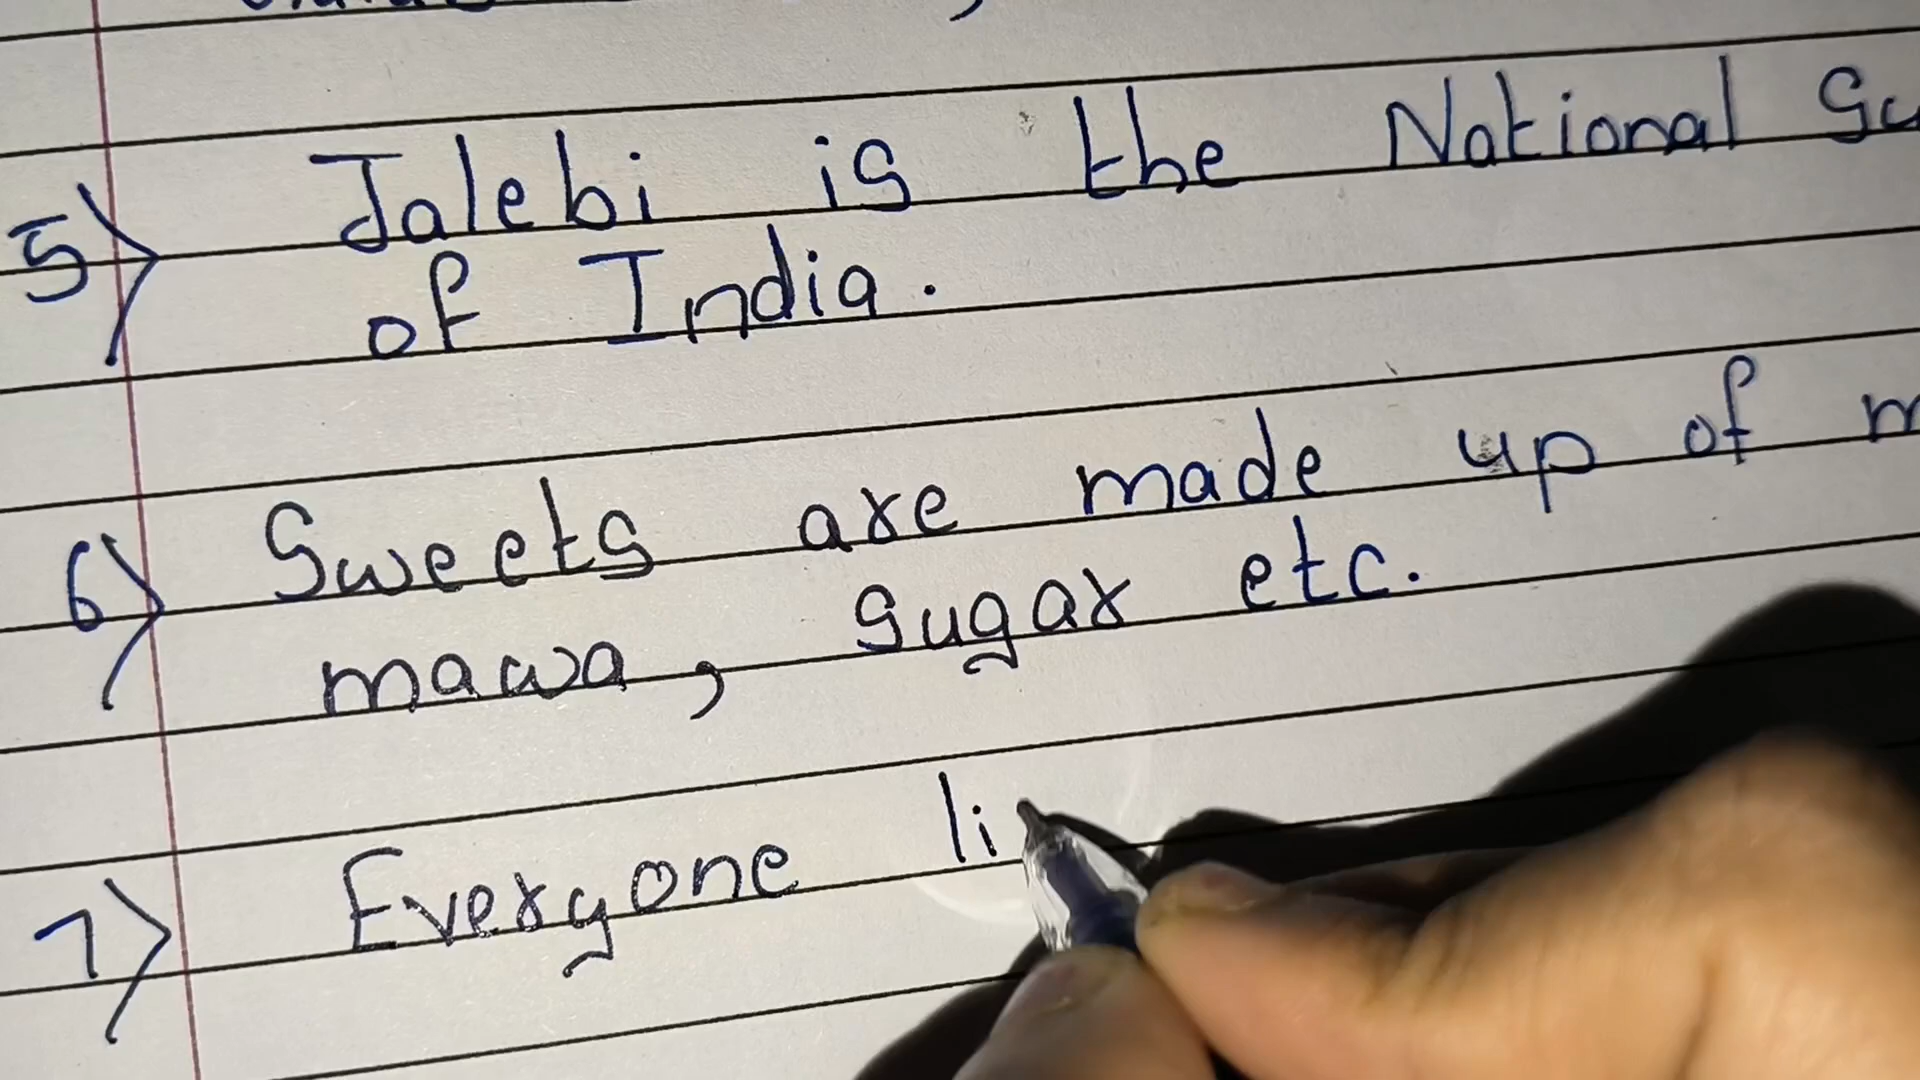 5) Jalebi is the National
of India.
6) Sweets are made up of
mawa, sugar etc.
7) Everyone li